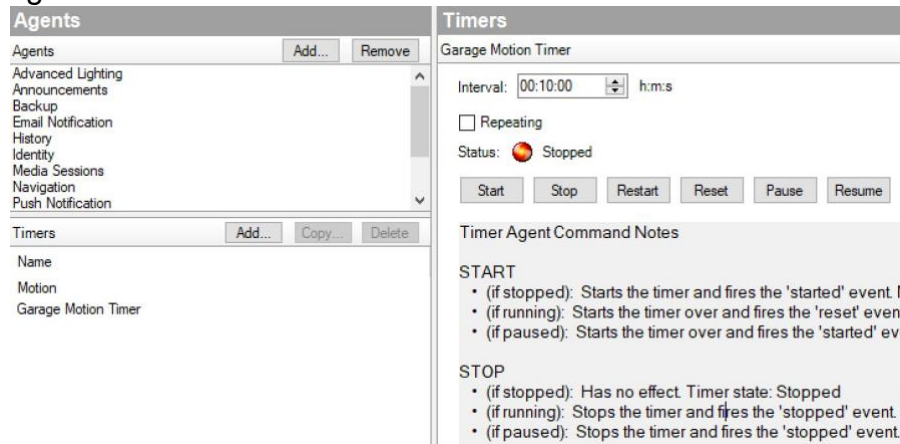 Agents
Agents Add... Remove
Advanced Lighting
Announcements
Backup
Email Notification
History
Identity
Media Sessions
Navigation
Push Notification
Timers Add... Copy... Delete
Name
Motion
Garage Motion Timer
Timers
Garage Motion Timer
Interval: 00:10:00 h:m:s
Repeating
Status: Stopped
Start Stop Restart Reset Pause Resume
Timer Agent Command Notes
START
• (if stopped): Starts the timer and fires the 'started' event.
• (if running): Starts the timer over and fires the 'reset'
• (if paused): Starts the timer over and fires the 'started'
STOP
• (if stopped): Has no effect. Timer state: Stopped
• (if running): Stops the timer and fires the 'stopped' event.
• (if paused): Stops the timer and fires the 'stopped' event.